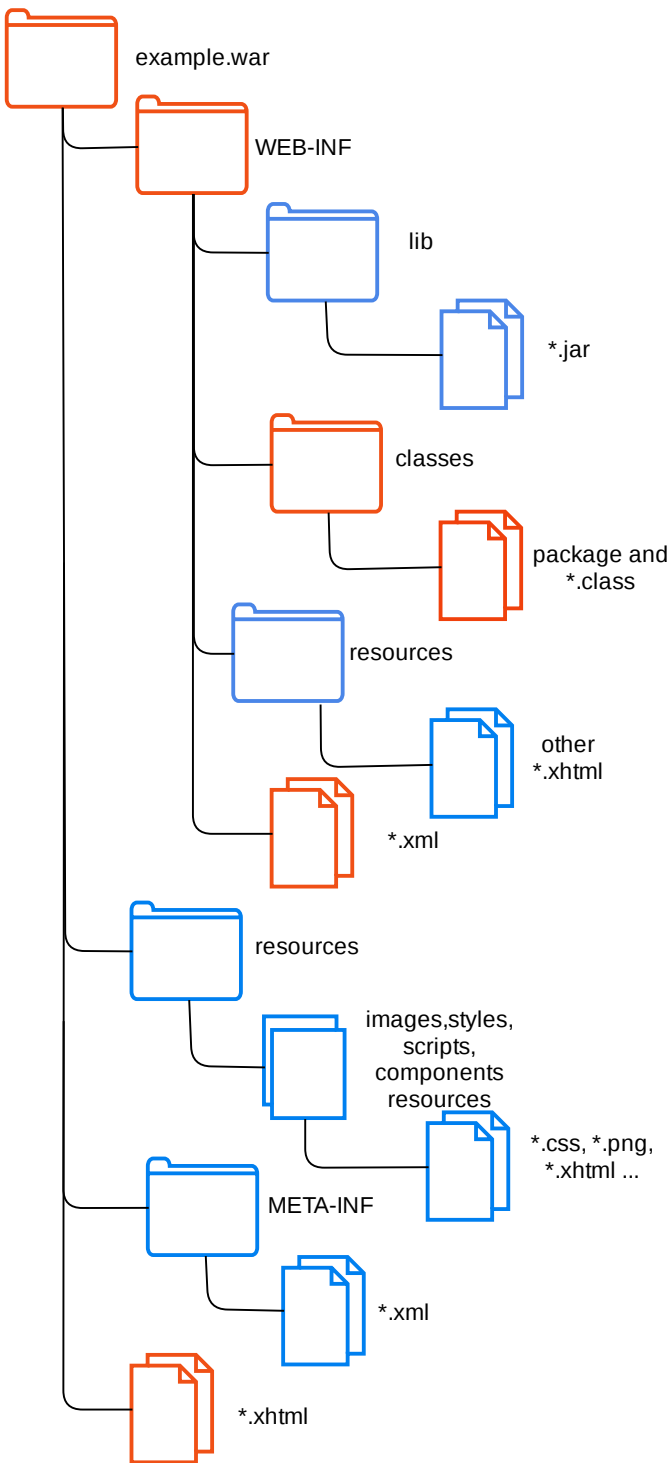 example.war
WEB-INF
lib
*.jar
classes
package and
*.class
resources
other
*.xhtml
*.xml
resources
images,styles,
scripts,
components
resources
*.css, *.png,
*.xhtml ...
META-INF
*.xml
*.xhtml